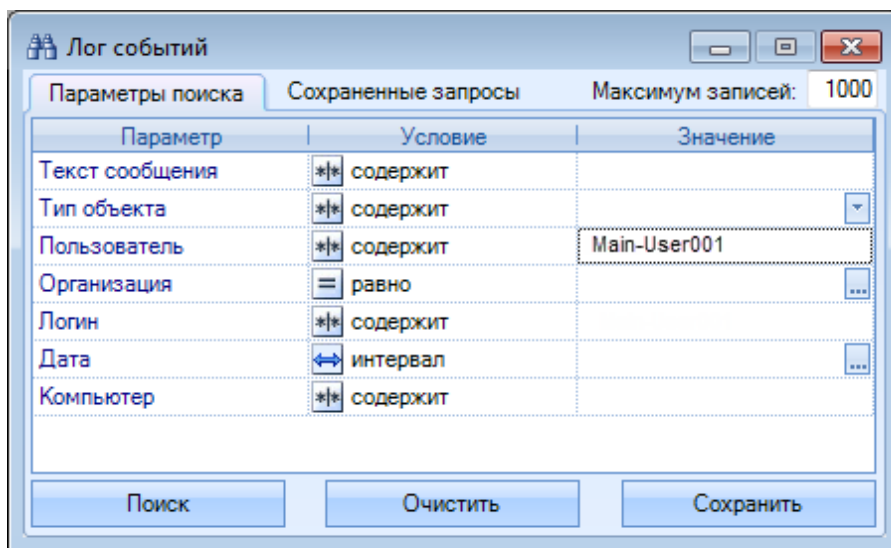 Лог событий
Параметры поиска Сохраненные запросы Максимум записей: 1000
Параметр Условие Значение
Текст сообщения *|* содержит
Тип объекта *|* содержит
Пользователь *|* содержит Main-User001
Организация = равно ...
Логин *|* содержит
Дата интервал ...
Компьютер *|* содержит
Поиск Очистить Сохранить